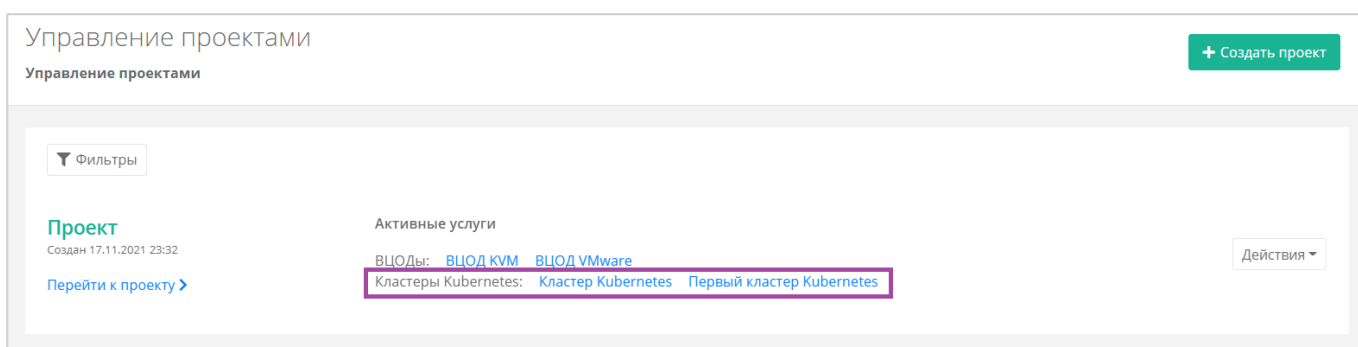 Управление проектами
Управление проектами
+ Создать проект
Фильтры
Проект
Создан 17.11.2021 23:32
Перейти к проекту
Активные услуги
ВЦОДы: ВЦОД KVM ВЦОД VMware
Кластеры Kubernetes: Кластер Kubernetes Первый кластер Kubernetes
Действия